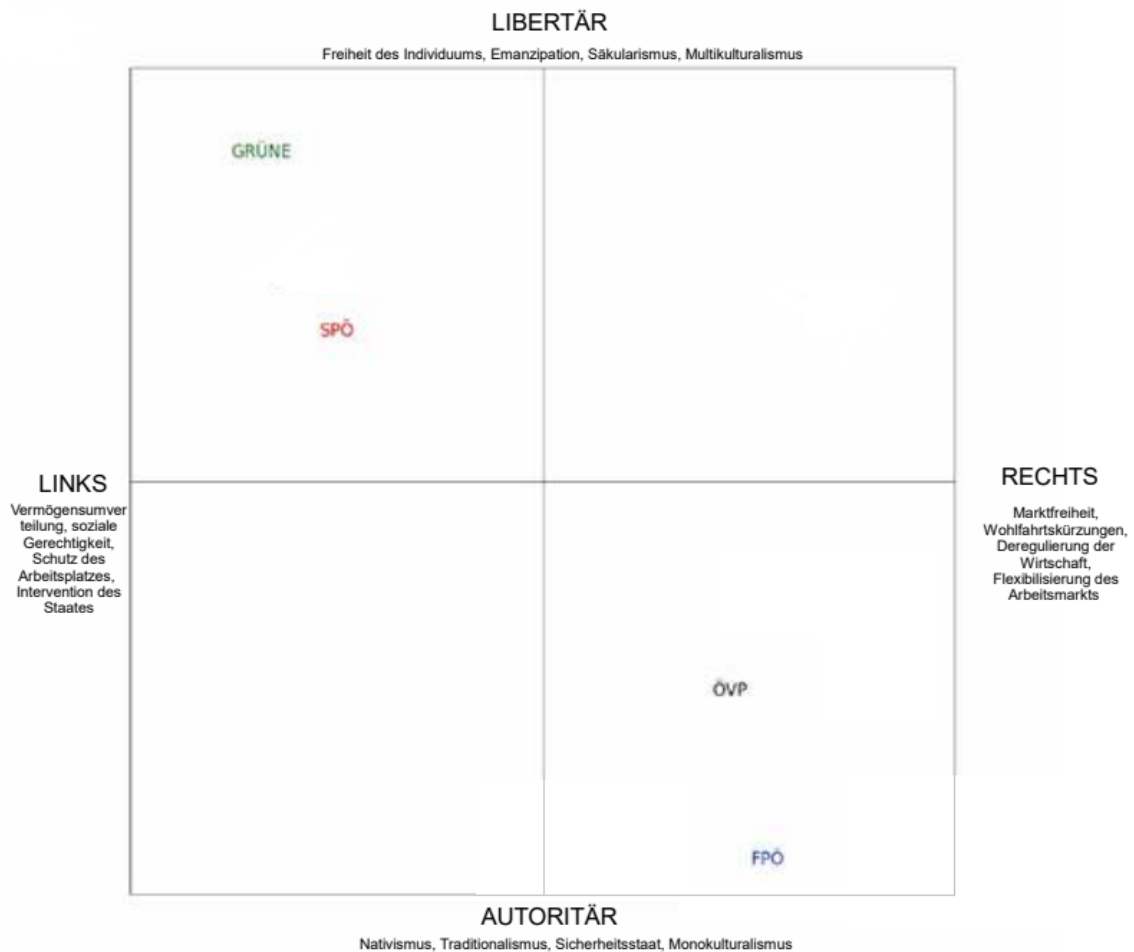 LIBERTÄR
Freiheit des Individuums, Emanzipation, Säkularismus, Multikulturalismus
GRÜNE
SPÖ
LINKS
Vermögensumver
teilung, soziale
Gerechtigkeit,
Schutz des
Arbeitsplatzes,
Intervention des
Staates
RECHTS
Marktfreiheit,
Wohlfahrtskürzungen,
Deregulierung der
Wirtschaft,
Flexibilisierung des
Arbeitsmarkts
ÖVP
FPÖ
AUTORITÄR
Nativismus, Traditionalismus, Sicherheitsstaat, Monokulturalismus